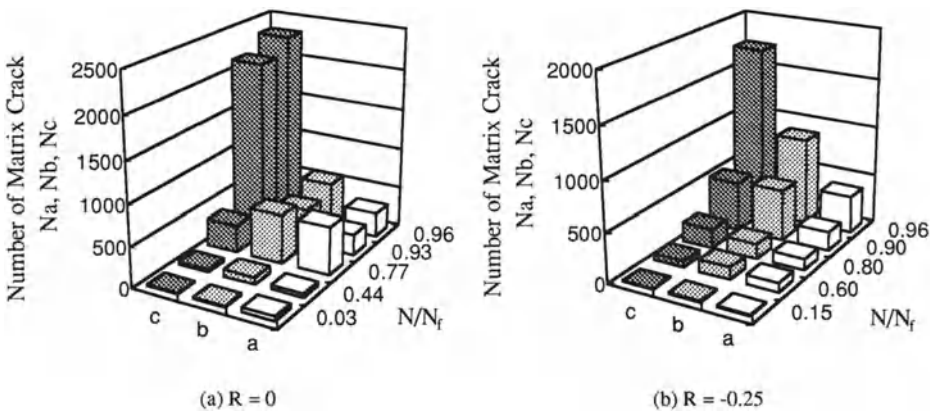 Number of Matrix Crack
Na, Nb, Nc
2500
2000
1500
1000
500
0
c
b
a
0.03
0.44
0.77
0.93
0.96
N/Nf
(a) R = 0
Number of Matrix Crack
Na, Nb, Nc
2000
1500
1000
500
0
c
b
a
0.15
0.60
0.80
0.90
0.96
N/Nf
(b) R = -0.25